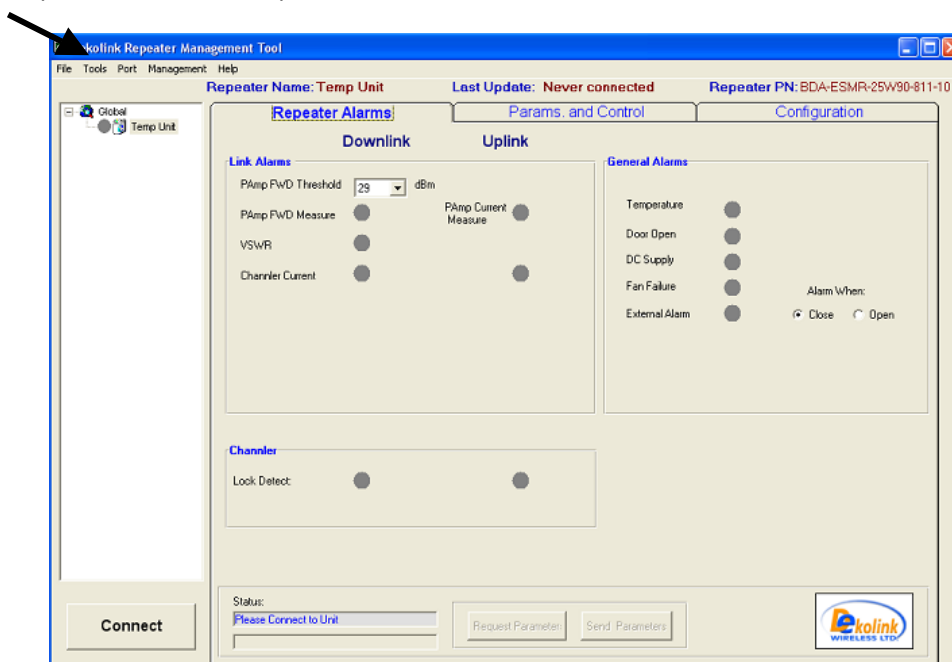 kolink Repeater Management Tool
File Tools Port Management Help
Repeater Name: Temp Unit Last Update: Never connected Repeater PN: BDA-ESMR-25W90-811-10
Global
Temp Unit
Repeater Alarms Params. and Control Configuration
Downlink Uplink
Link Alarms
PAmp FWD Threshold 29 dBm
PAmp FWD Measure
PAmp Current Measure
VSWR
Channler Current
General Alarms
Temperature
Door Open
DC Supply
Fan Failure
External Alarm
Alarm When:
Close Open
Channler
Lock Detect:
Connect
Status:
Please Connect to Unit
Request Parameters Send Parameters
Dekolink
WIRELESS LTD.